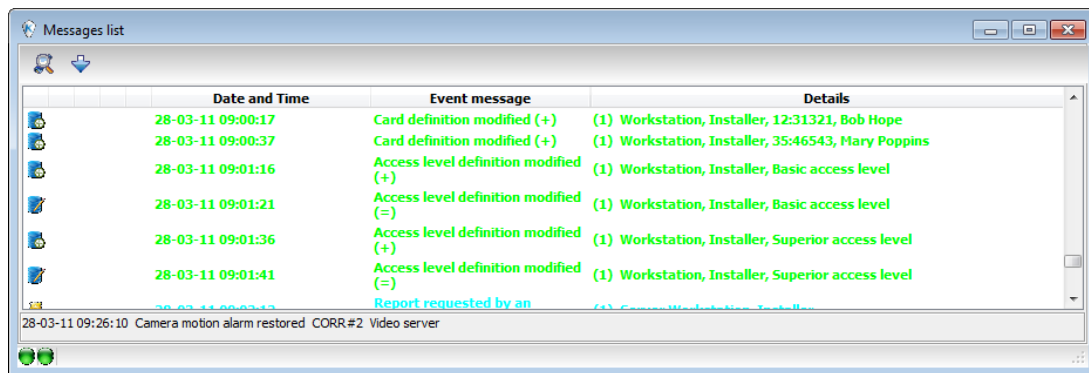 Messages list
Date and Time Event message Details
28-03-11 09:00:17 Card definition modified (+) (1) Workstation, Installer, 12:31321, Bob Hope
28-03-11 09:00:37 Card definition modified (+) (1) Workstation, Installer, 35:46543, Mary Poppins
28-03-11 09:01:16 Access level definition modified (+) (1) Workstation, Installer, Basic access level
28-03-11 09:01:21 Access level definition modified (=) (1) Workstation, Installer, Basic access level
28-03-11 09:01:36 Access level definition modified (+) (1) Workstation, Installer, Superior access level
28-03-11 09:01:41 Access level definition modified (=) (1) Workstation, Installer, Superior access level
Report requested by an
28-03-11 09:26:10 Camera motion alarm restored CORR#2 Video server